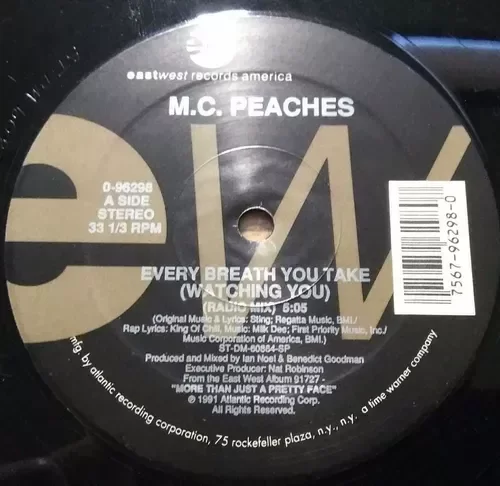 eastwest records america
M.C. PEACHES
ew
0-96298
A SIDE
STEREO
33 1/3 RPM
7567-96298-0
EVERY BREATH YOU TAKE
(WATCHING YOU)
(RADIO MIX) 5:05
(Original Music & Lyrics: Sting; Regatta Music, BMI./
Rap Lyrics: King Of Chill, Music: Milk Dee; First Priority Music, Inc./
Music Corporation of America, BMI.)
ST-DM-60564-SP
Produced and Mixed by Ian Noel & Benedict Goodman
Executive Producer: Nat Robinson
From the East West Album 91727 -
"MORE THAN JUST A PRETTY FACE"
℗ 1991 Atlantic Recording Corp.
All Rights Reserved.
mfg. by atlantic recording corporation, 75 rockefeller plaza, n.y., n.y. a time warner company